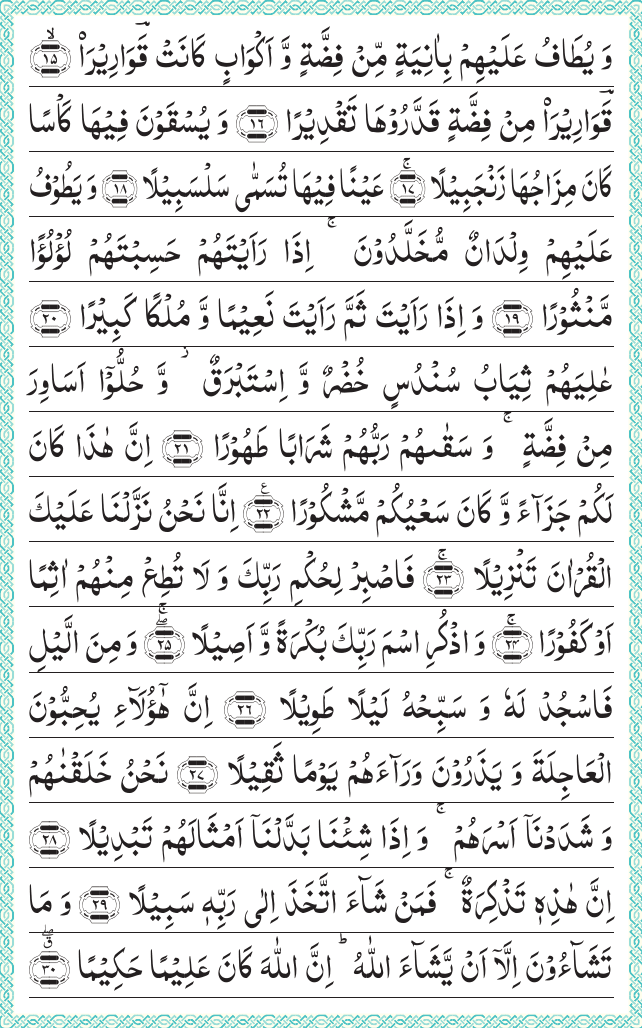 وَ يُطَافُ عَلَيْهِمْ بِاٰنِيَةٍ مِّنْ فِضَّةٍ وَّ اَكْوَابٍ كَانَتْ قَوَارِيْرَا۠ ﴿۱۵﴾ۙ
قَوَارِيْرَا۠ مِنْ فِضَّةٍ قَدَّرُوْهَا تَقْدِيْرًا ﴿۱۶﴾ وَ يُسْقَوْنَ فِيْهَا كَاْسًا
كَانَ مِزَاجُهَا زَنْجَبِيْلًا ﴿۱۷﴾ۚ عَيْنًا فِيْهَا تُسَمّٰى سَلْسَبِيْلًا ﴿۱۸﴾ وَ يَطُوْفُ
عَلَيْهِمْ وِلْدَانٌ مُّخَلَّدُوْنَ ۚ اِذَا رَاَيْتَهُمْ حَسِبْتَهُمْ لُؤْلُؤًا
مَّنْثُوْرًا ﴿۱۹﴾ وَ اِذَا رَاَيْتَ ثَمَّ رَاَيْتَ نَعِيْمًا وَّ مُلْكًا كَبِيْرًا ﴿۲۰﴾
عٰلِيَهُمْ ثِيَابُ سُنْدُسٍ خُضْرٌ وَّ اِسْتَبْرَقٌ ۫ وَّ حُلُّوْۤا اَسَاوِرَ
مِنْ فِضَّةٍ ۚ وَ سَقٰىهُمْ رَبُّهُمْ شَرَابًا طَهُوْرًا ﴿۲۱﴾ اِنَّ هٰذَا كَانَ
لَكُمْ جَزَآءً وَّ كَانَ سَعْيُكُمْ مَّشْكُوْرًا ﴿۲۲﴾ اِنَّا نَحْنُ نَزَّلْنَا عَلَيْكَ
الْقُرْاٰنَ تَنْزِيْلًا ﴿۲۳﴾ۚ فَاصْبِرْ لِحُكْمِ رَبِّكَ وَ لَا تُطِعْ مِنْهُمْ اٰثِمًا
اَوْ كَفُوْرًا ﴿۲۴﴾ۚ وَ اذْكُرِ اسْمَ رَبِّكَ بُكْرَةً وَّ اَصِيْلًا ﴿۲۵﴾ۖۚ وَ مِنَ الَّيْلِ
فَاسْجُدْ لَهٗ وَ سَبِّحْهُ لَيْلًا طَوِيْلًا ﴿۲۶﴾ اِنَّ هٰۤؤُلَآءِ يُحِبُّوْنَ
الْعَاجِلَةَ وَ يَذَرُوْنَ وَرَآءَهُمْ يَوْمًا ثَقِيْلًا ﴿۲۷﴾ نَحْنُ خَلَقْنٰهُمْ
وَ شَدَدْنَاۤ اَسْرَهُمْ ۚ وَ اِذَا شِئْنَا بَدَّلْنَاۤ اَمْثَالَهُمْ تَبْدِيْلًا ﴿۲۸﴾
اِنَّ هٰذِهٖ تَذْكِرَةٌ ۚ فَمَنْ شَآءَ اتَّخَذَ اِلٰى رَبِّهٖ سَبِيْلًا ﴿۲۹﴾ وَ مَا
تَشَآءُوْنَ اِلَّاۤ اَنْ يَّشَآءَ اللّٰهُ ؕ اِنَّ اللّٰهَ كَانَ عَلِيْمًا حَكِيْمًا ﴿۳۰﴾ۗۖ